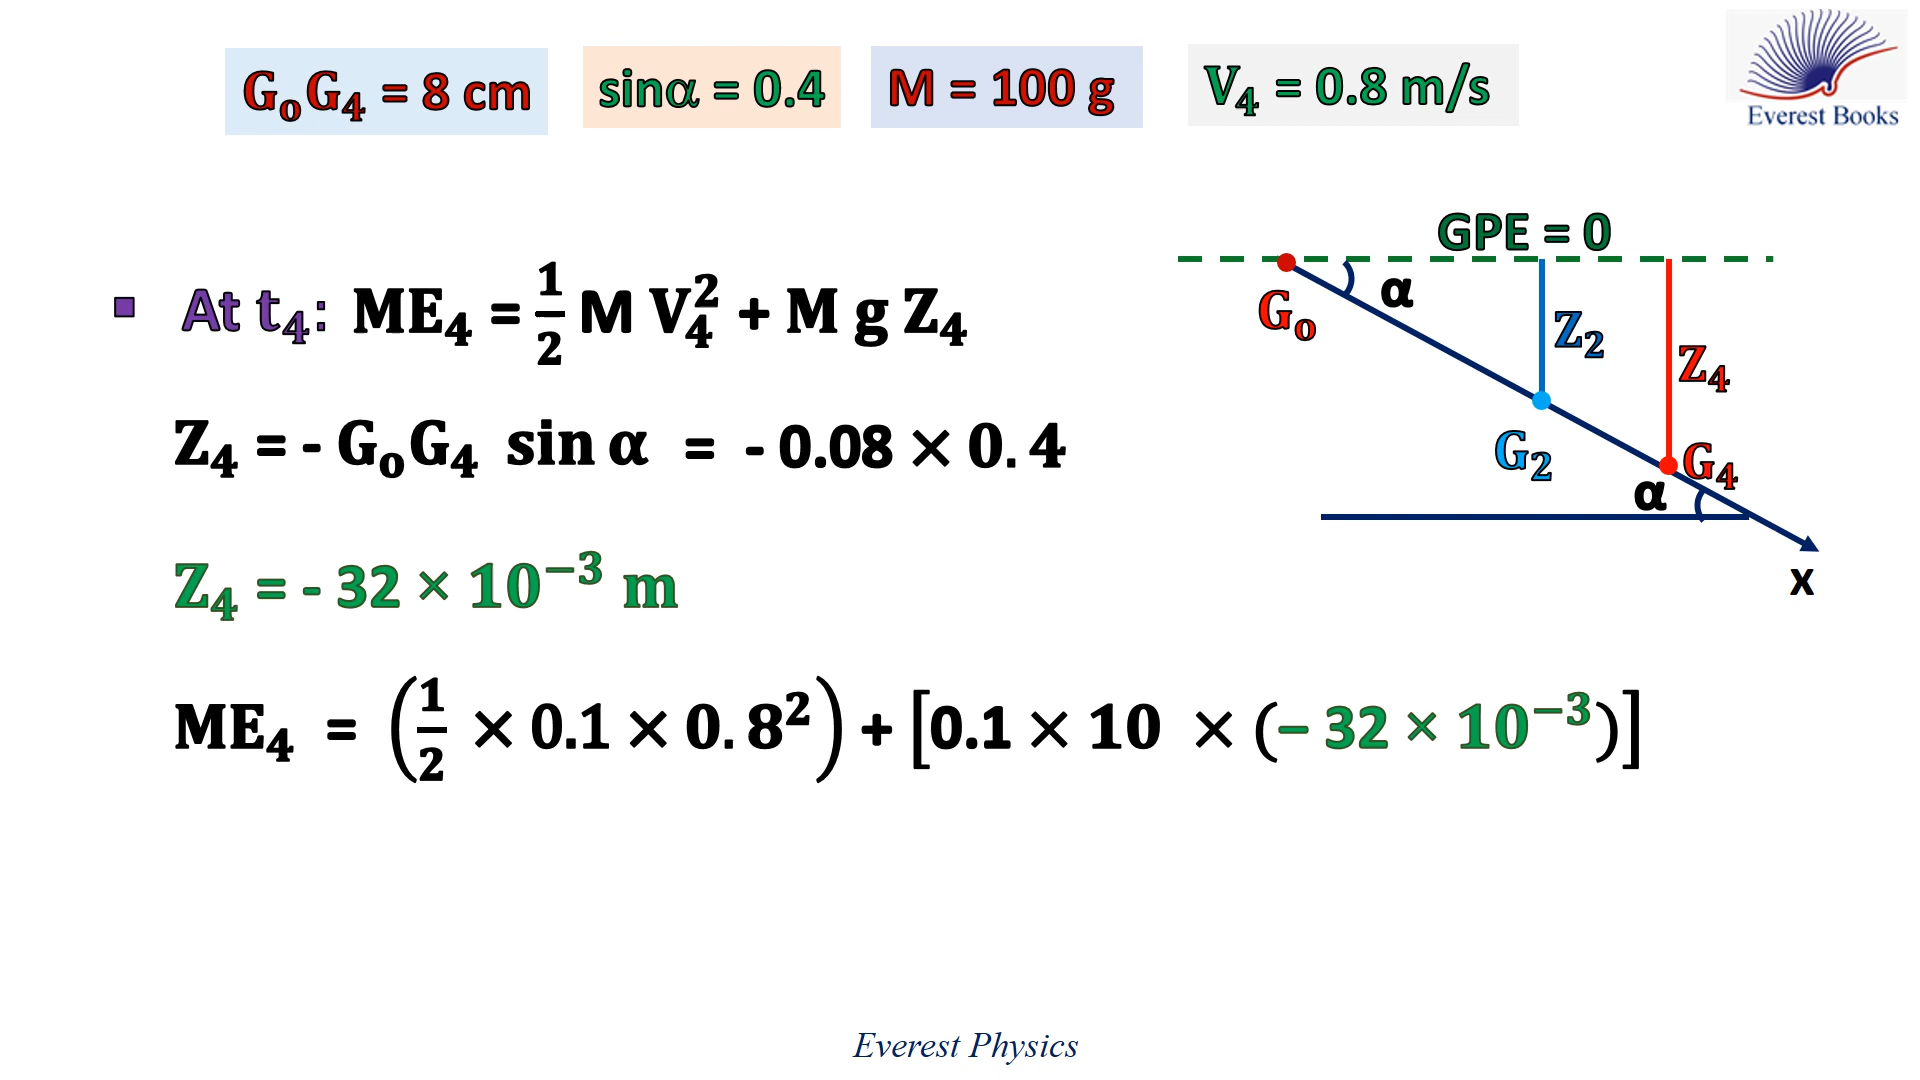 G₀G₄ = 8 cm
sinα = 0.4
M = 100 g
V₄ = 0.8 m/s
Everest Books
▪ At t₄: ME₄ = 1/2 M V₄² + M g Z₄
Z₄ = - G₀G₄ sin α = - 0.08 × 0.4
Z₄ = - 32 × 10⁻³ m
ME₄ = (1/2 × 0.1 × 0.8²) + [0.1 × 10 × (− 32 × 10⁻³)]
GPE = 0
α
G₀
Z₂
Z₄
G₂
G₄
α
x
Everest Physics